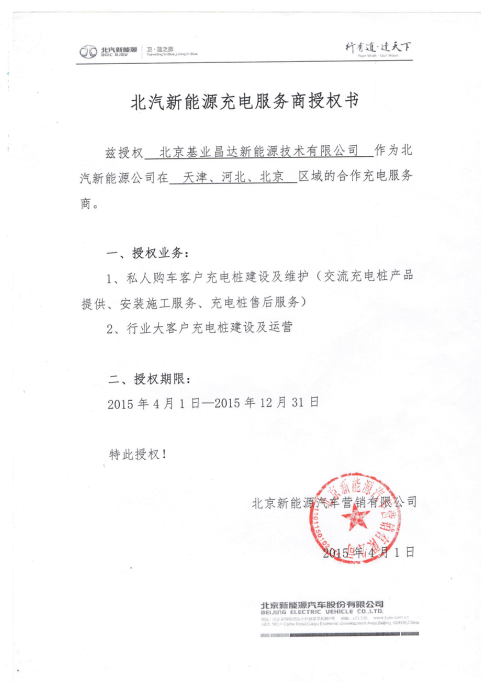 北汽新能源
BAIC BJEV
卫·蓝之旅
行有道·达天下
北汽新能源充电服务商授权书
兹授权 北京基业昌达新能源技术有限公司 作为北
汽新能源公司在 天津、河北、北京 区域的合作充电服务
商。
一、授权业务：
1、私人购车客户充电桩建设及维护（交流充电桩产品
提供、安装施工服务、充电桩售后服务）
2、行业大客户充电桩建设及运营
二、授权期限：
2015 年 4 月 1 日—2015 年 12 月 31 日
特此授权！
北京新能源汽车营销有限公司
2015 年 4 月 1 日
北京新能源汽车股份有限公司
BEIJING ELECTRIC VEHICLE CO.,LTD.